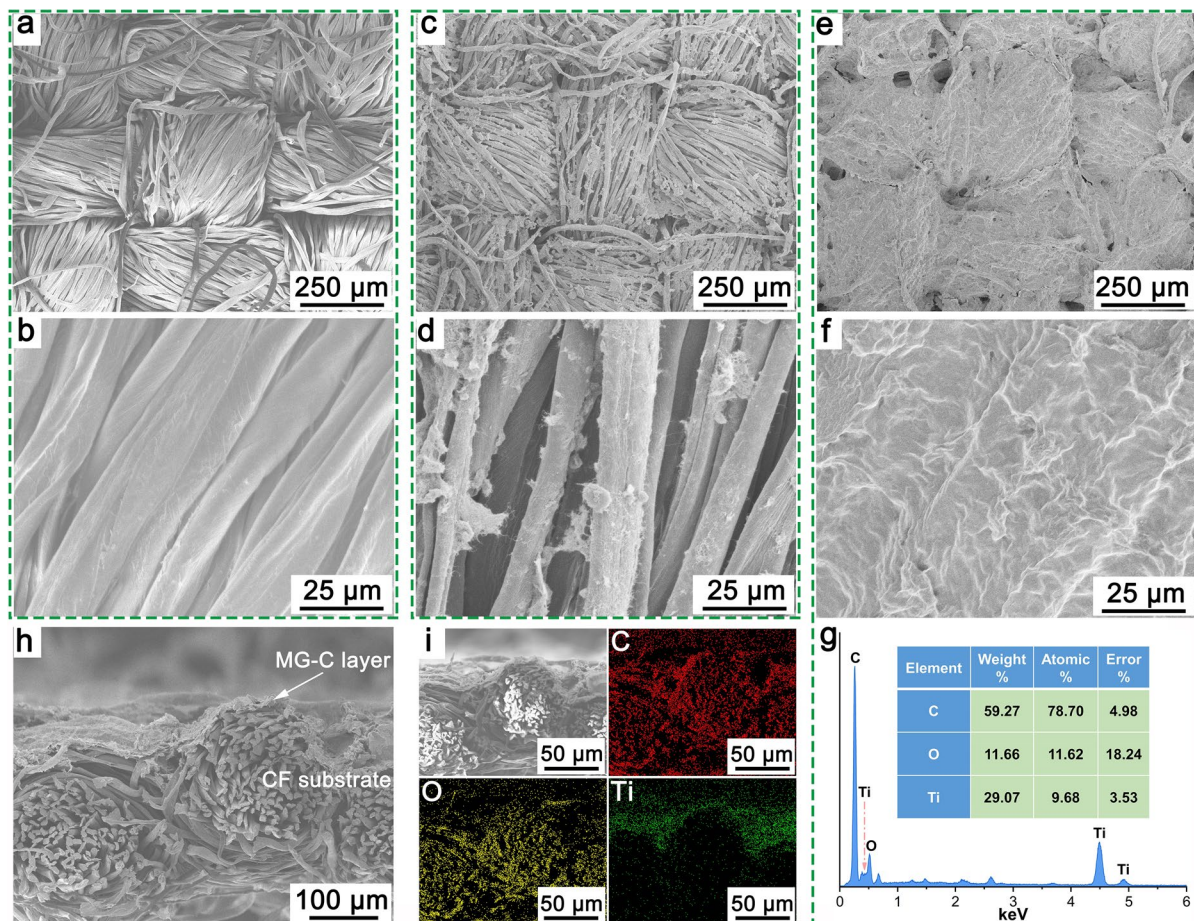 a
250 µm
b
25 µm
c
250 µm
d
25 µm
e
250 µm
f
25 µm
h
MG-C layer
CF substrate
100 µm
i
50 µm
C
50 µm
O
50 µm
Ti
50 µm
g
C
Ti
O
Ti
Ti
Element Weight % Atomic % Error %
C 59.27 78.70 4.98
O 11.66 11.62 18.24
Ti 29.07 9.68 3.53
0 1 2 3 4 5 6
keV